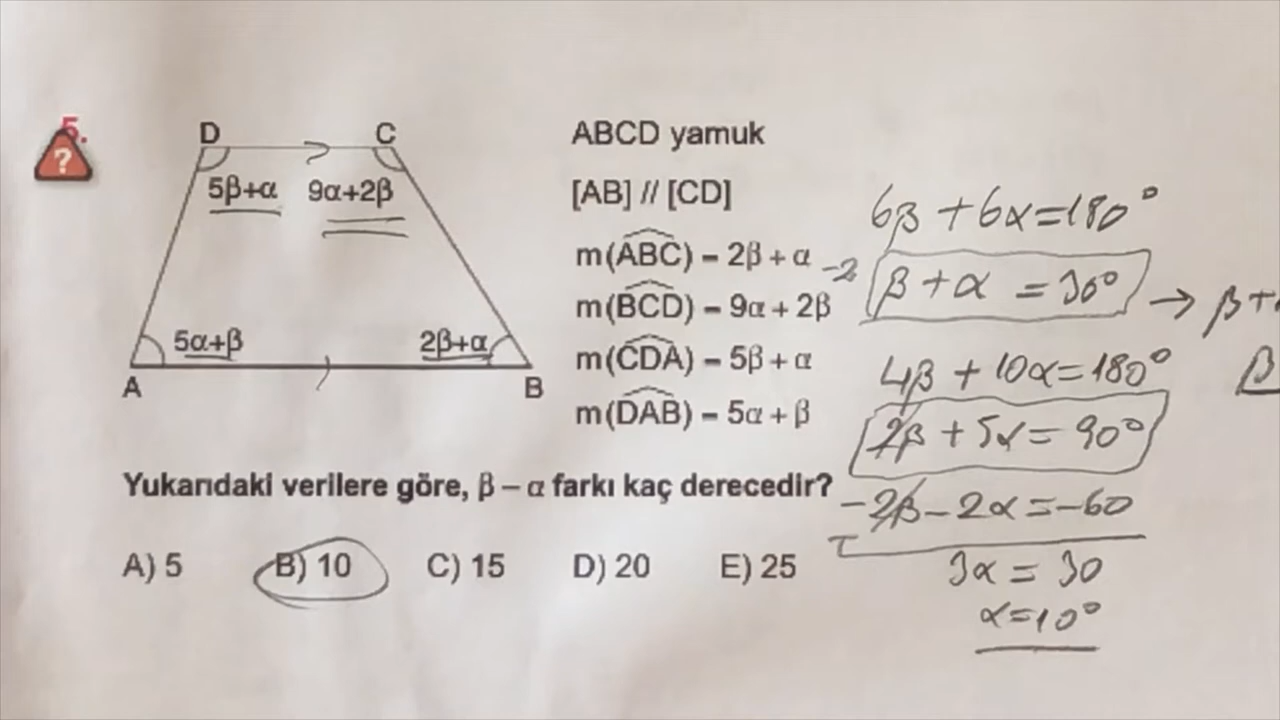 5.
?
D C
5β+α 9α+2β
5α+β 2β+α
A B
ABCD yamuk
[AB] // [CD]
m(ABC) = 2β + α
m(BCD) = 9α + 2β
m(CDA) = 5β + α
m(DAB) = 5α + β
Yukarıdaki verilere göre, β – α farkı kaç derecedir?
A) 5 B) 10 C) 15 D) 20 E) 25
6β + 6α = 180°
-2 β + α = 30° → β +
4β + 10α = 180° β
2β + 5α = 90°
-2β - 2α = -60
3α = 30
α = 10°